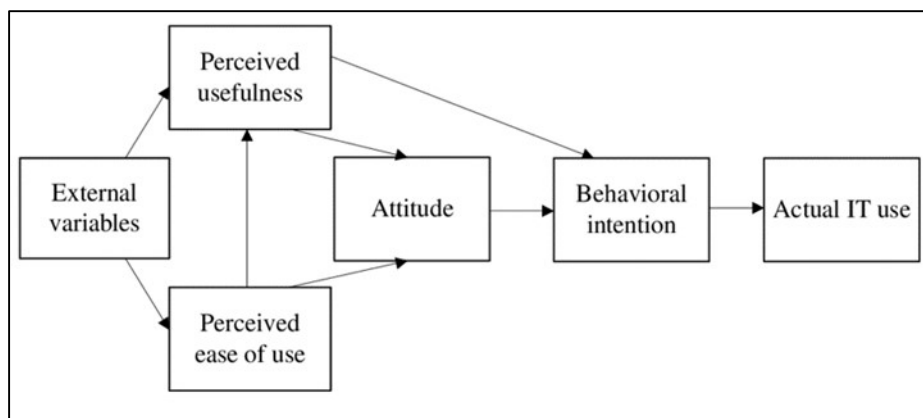 Perceived
usefulness
External
variables
Attitude
Behavioral
intention
Actual IT use
Perceived
ease of use